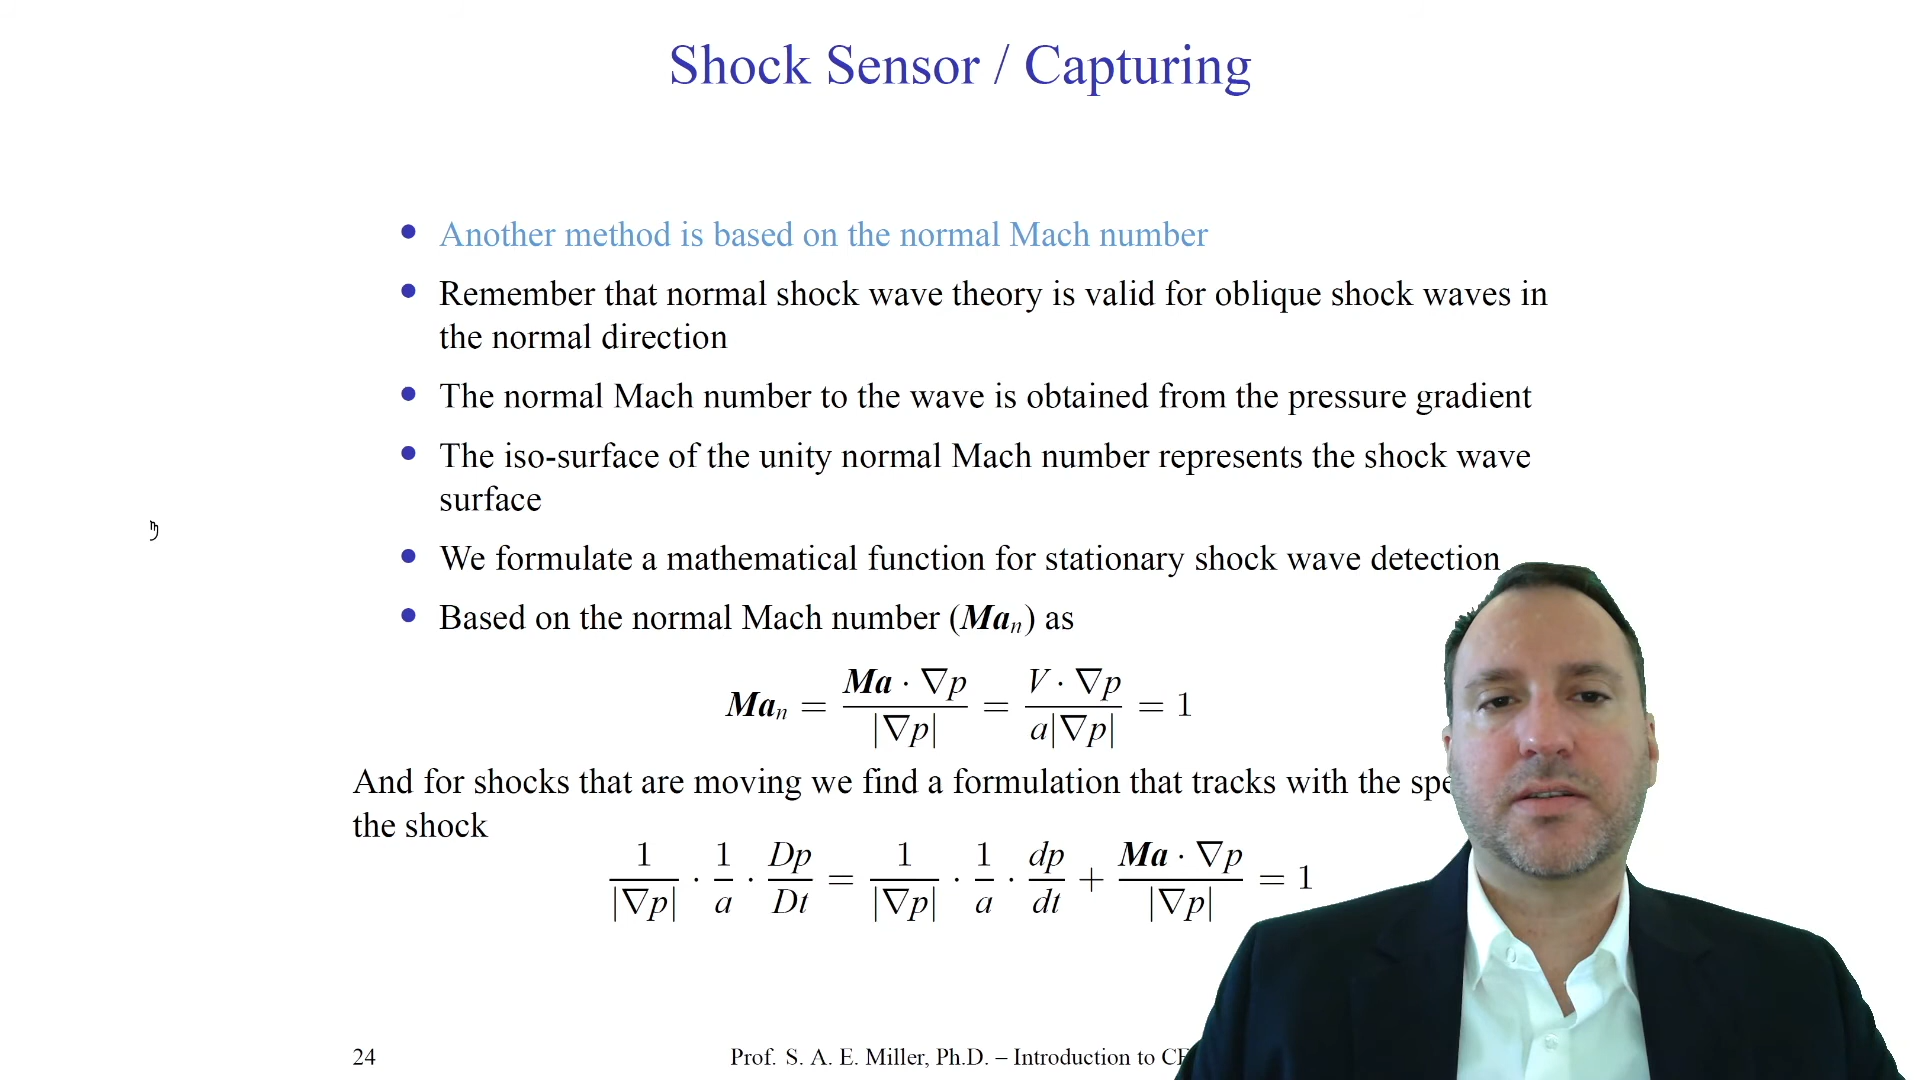 Shock Sensor / Capturing
• Another method is based on the normal Mach number
• Remember that normal shock wave theory is valid for oblique shock waves in
the normal direction
• The normal Mach number to the wave is obtained from the pressure gradient
• The iso-surface of the unity normal Mach number represents the shock wave
surface
• We formulate a mathematical function for stationary shock wave detection
• Based on the normal Mach number (Maₙ) as
Maₙ = (Ma · ∇p) / |∇p| = (V · ∇p) / (a|∇p|) = 1
And for shocks that are moving we find a formulation that tracks with the
the shock
1/|∇p| · 1/a · Dp/Dt = 1/|∇p| · 1/a · dp/dt + (Ma · ∇p)/|∇p| = 1
24
Prof. S. A. E. Miller, Ph.D. – Introduction to